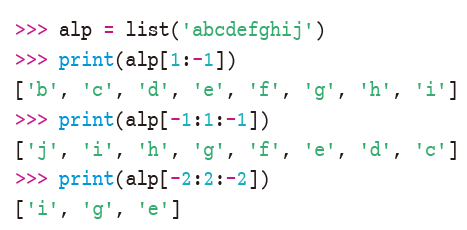 >>> alp = list('abcdefghij')
>>> print(alp[1:-1])
['b', 'c', 'd', 'e', 'f', 'g', 'h', 'i']
>>> print(alp[-1:1:-1])
['j', 'i', 'h', 'g', 'f', 'e', 'd', 'c']
>>> print(alp[-2:2:-2])
['i', 'g', 'e']